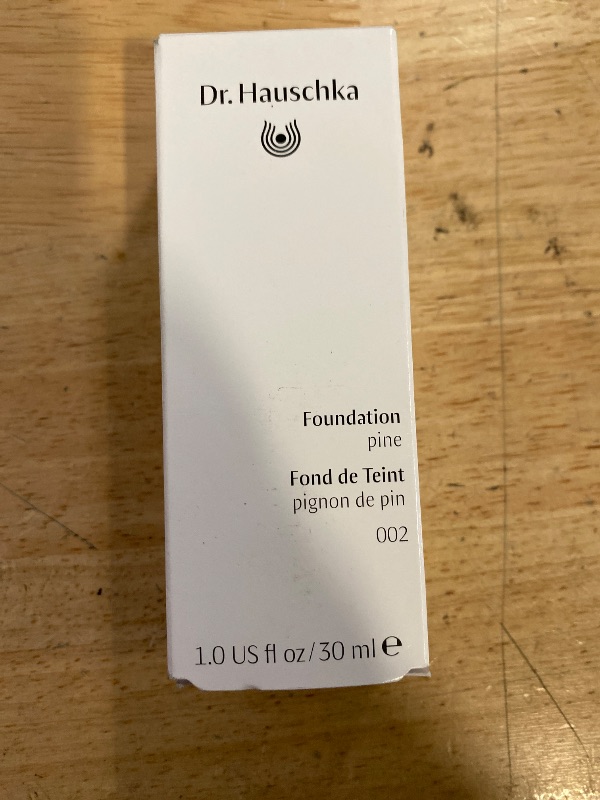 Dr. Hauschka
Foundation
pine
Fond de Teint
pignon de pin
002
1.0 US fl oz/30 ml ℮